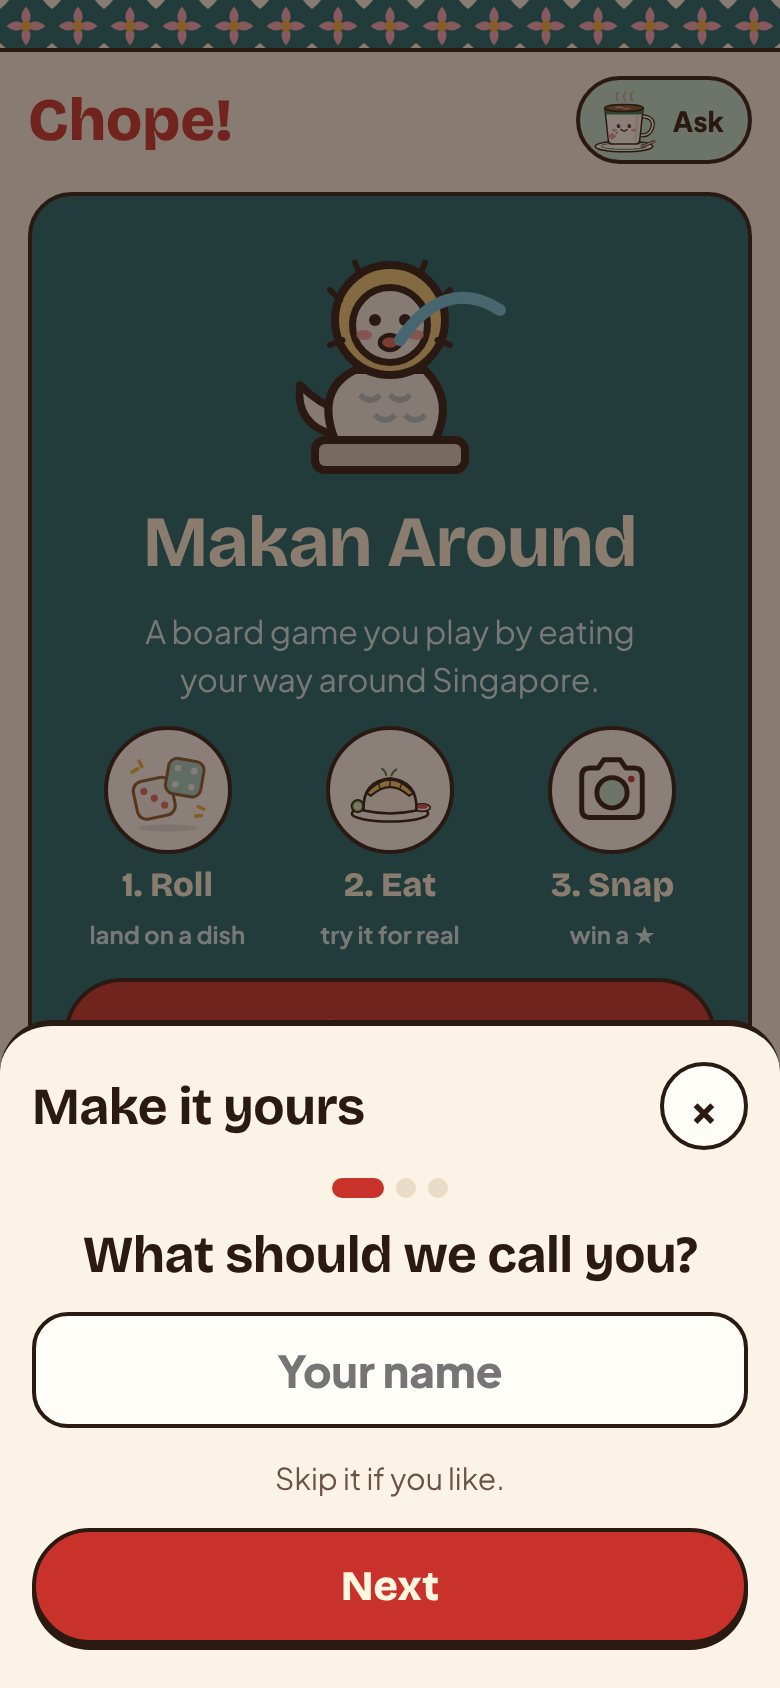 Chope!
Ask
Makan Around
A board game you play by eating
your way around Singapore.
1. Roll
2. Eat
3. Snap
land on a dish
try it for real
win a ★
Make it yours
×
What should we call you?
Your name
Skip it if you like.
Next